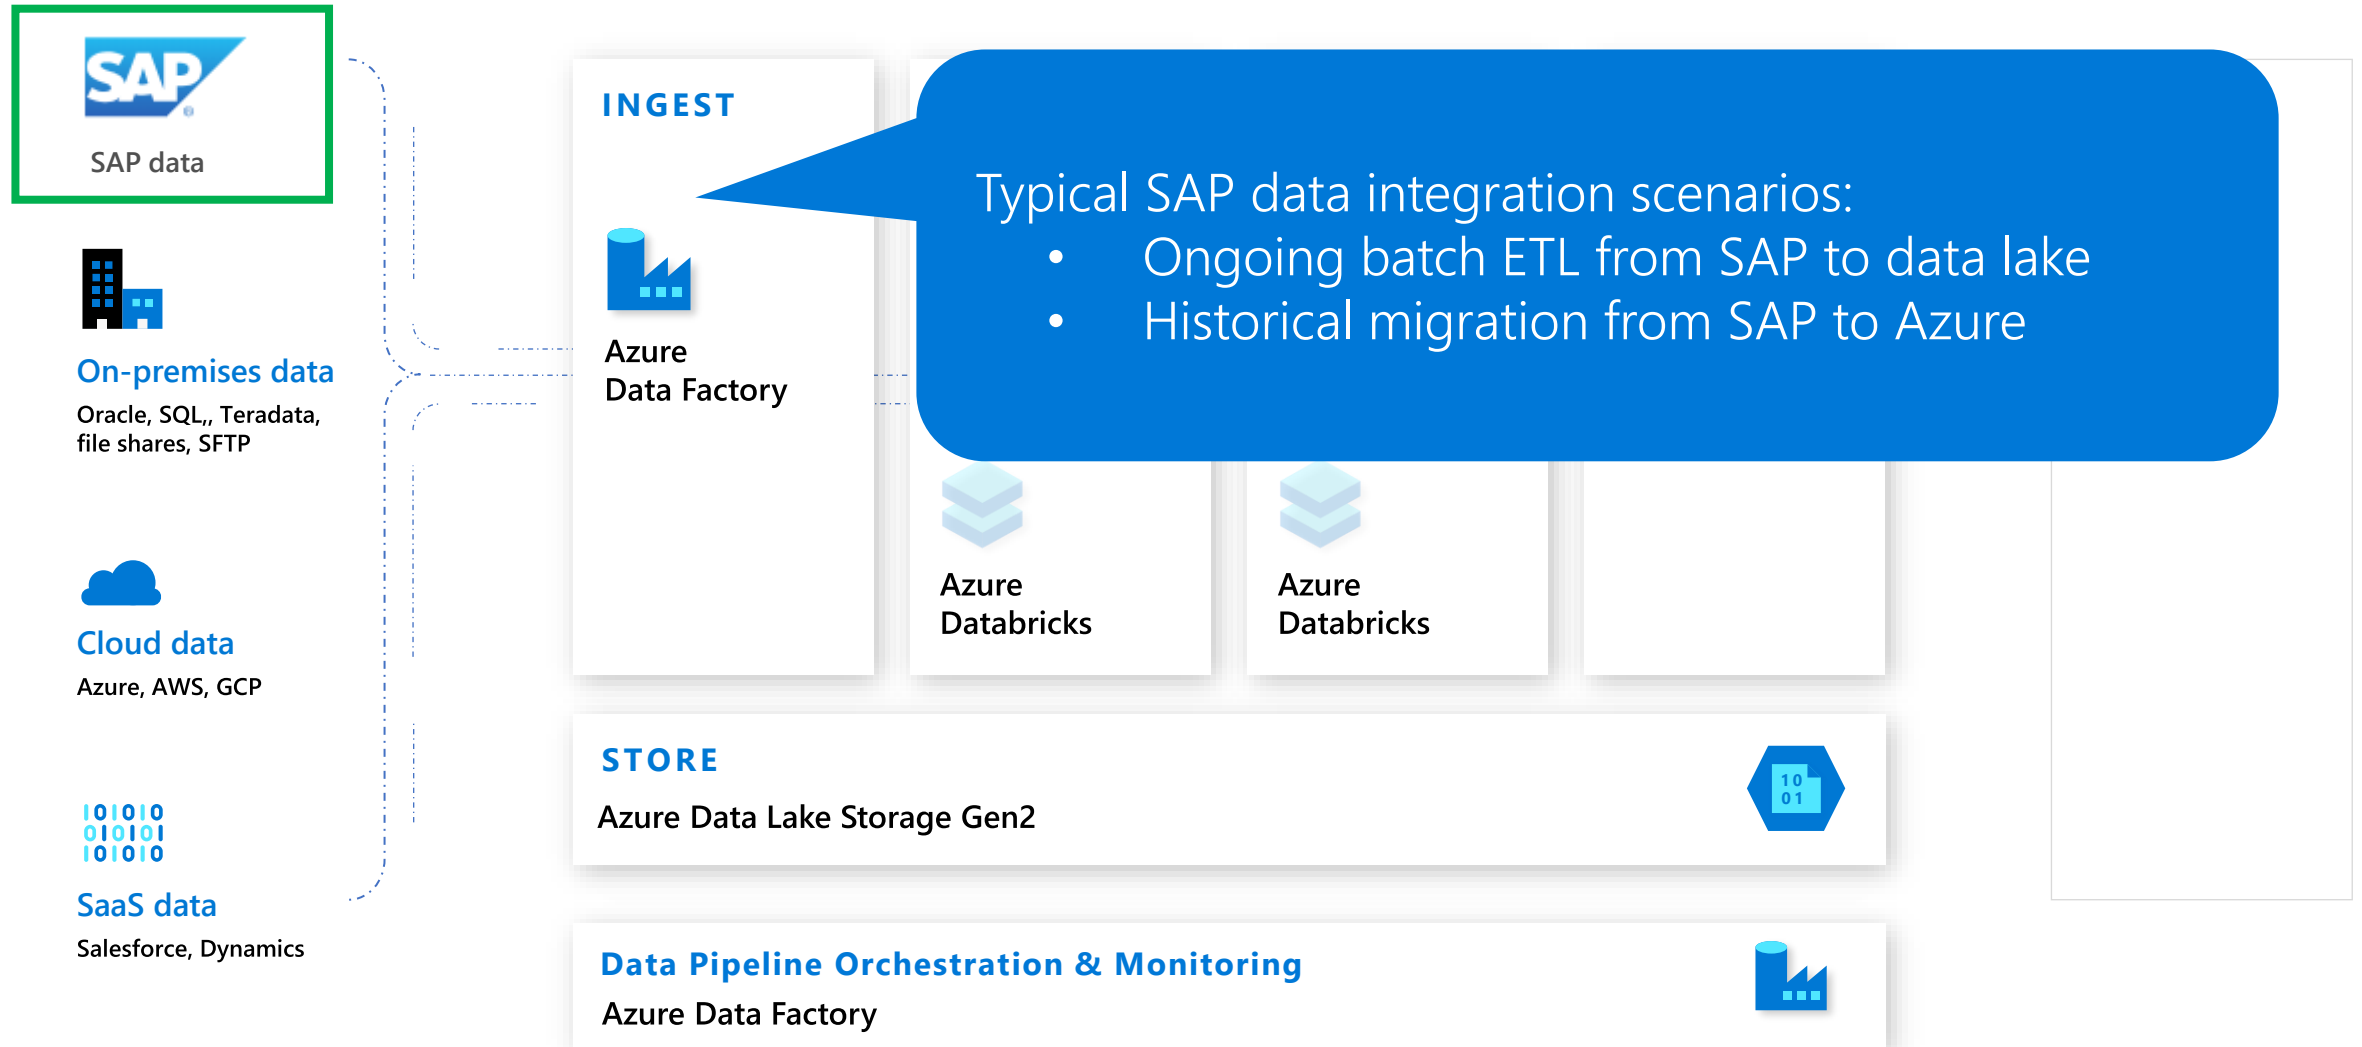 SAP
SAP data
On-premises data
Oracle, SQL,, Teradata,
file shares, SFTP
Cloud data
Azure, AWS, GCP
101010
010101
101010
SaaS data
Salesforce, Dynamics
INGEST
Azure
Data Factory
Typical SAP data integration scenarios:
• Ongoing batch ETL from SAP to data lake
• Historical migration from SAP to Azure
Azure
Databricks
Azure
Databricks
STORE
Azure Data Lake Storage Gen2
10
01
Data Pipeline Orchestration & Monitoring
Azure Data Factory